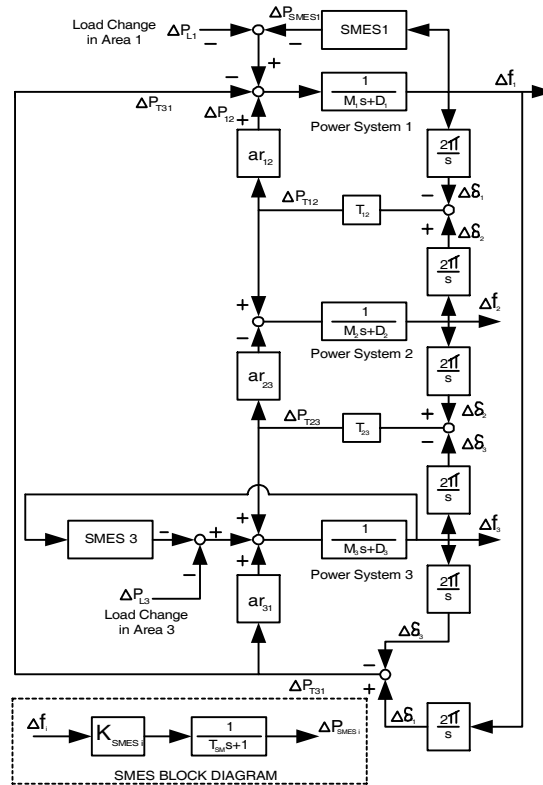 Load Change
in Area 1
ΔP_L1
ΔP_SMES1
SMES1
−
−
+
−
ΔP_T31
ΔP_12 +
1
M_1s+D_1
Power System 1
Δf_1
ar_12
2π
s
− Δδ_1
ΔP_T12
T_12
+ Δδ_2
2π
s
+
−
1
M_2s+D_2
Power System 2
Δf_2
ar_23
2π
s
+ Δδ_2
ΔP_T23
T_23
− Δδ_3
2π
s
SMES 3
−
+
+
+
−
1
M_3s+D_3
Power System 3
Δf_3
ΔP_L3
Load Change
in Area 3
ar_31
2π
s
Δδ_3
−
ΔP_T31
+
Δδ_1
2π
s
Δf_i
K_SMES i
1
T_SM s+1
ΔP_SMES i
SMES BLOCK DIAGRAM